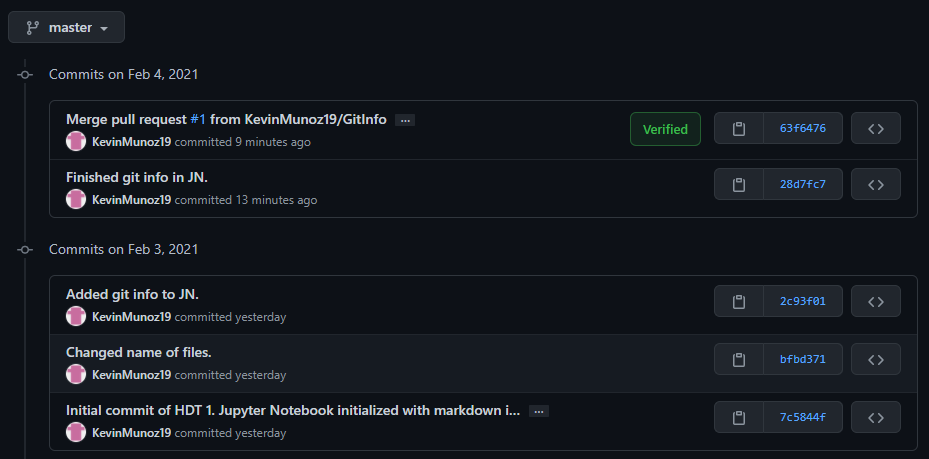 master
Commits on Feb 4, 2021
Merge pull request #1 from KevinMunoz19/GitInfo ...
KevinMunoz19 committed 9 minutes ago
Verified
63f6476
Finished git info in JN.
KevinMunoz19 committed 13 minutes ago
28d7fc7
Commits on Feb 3, 2021
Added git info to JN.
KevinMunoz19 committed yesterday
2c93f01
Changed name of files.
KevinMunoz19 committed yesterday
bfbd371
Initial commit of HDT 1. Jupyter Notebook initialized with markdown i... ...
KevinMunoz19 committed yesterday
7c5844f